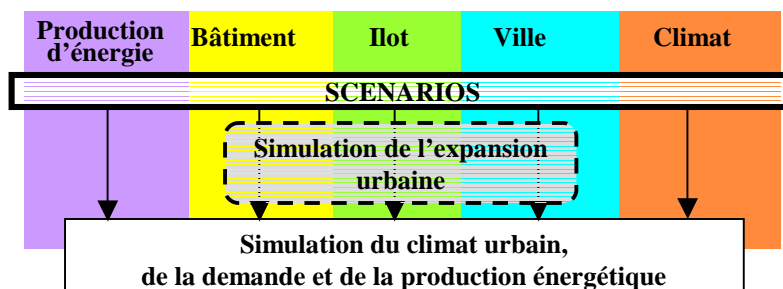 Production
d'énergie
Bâtiment
Ilot
Ville
Climat
SCENARIOS
Simulation de l'expansion
urbaine
Simulation du climat urbain,
de la demande et de la production énergétique